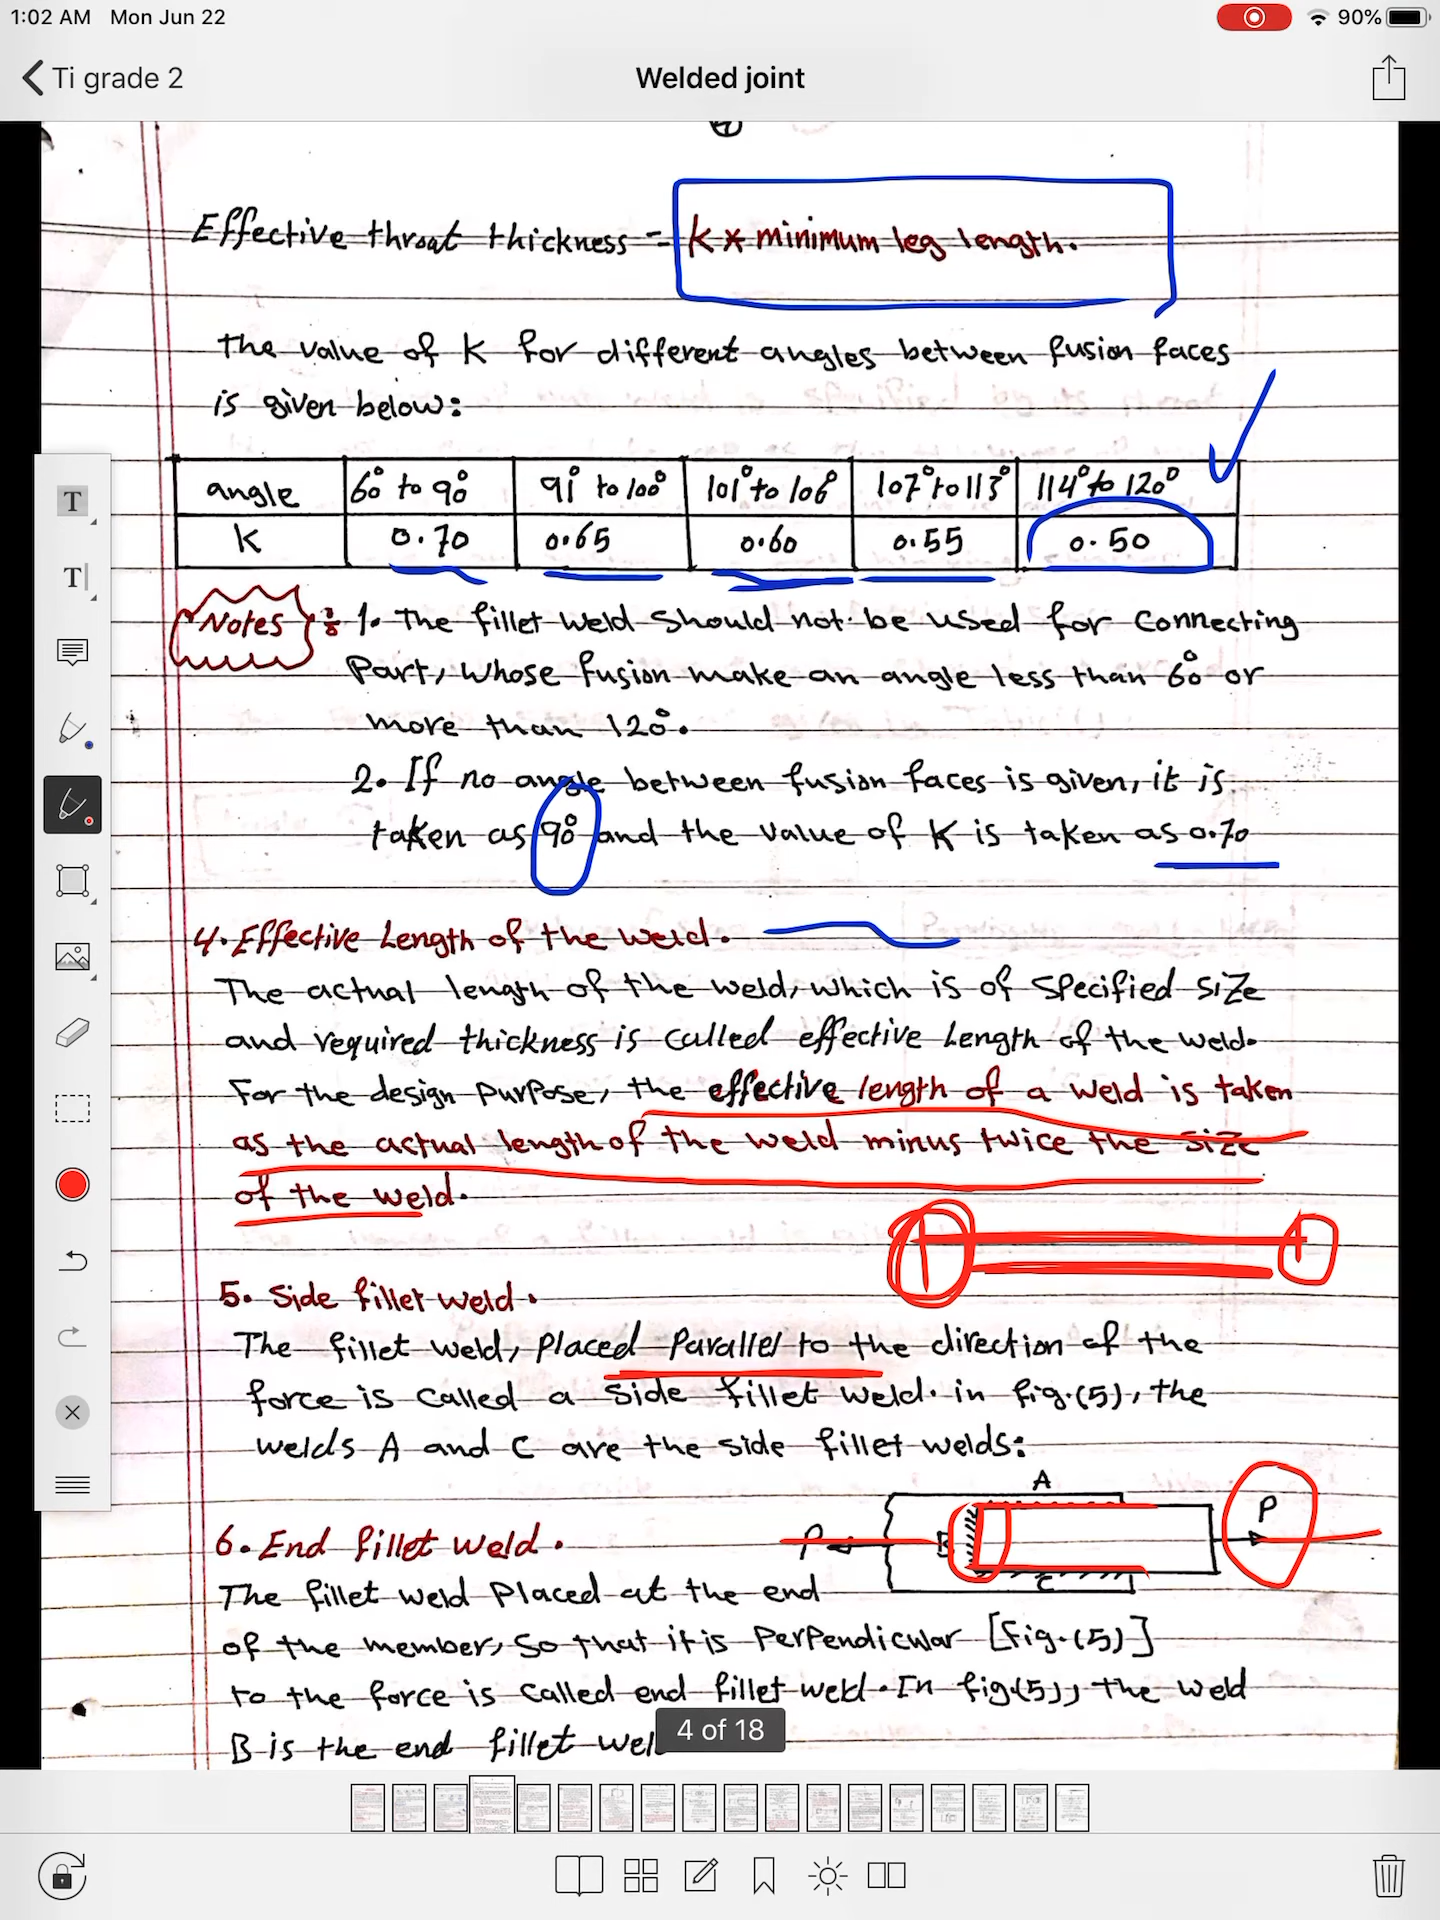 1:02 AM Mon Jun 22
90%
Ti grade 2
Welded joint
4
Effective throat thickness = k * minimum leg length.
The value of K for different angles between fusion faces
is given below:
angle 60° to 90° 91° to 100° 101° to 106° 107° to 113° 114° to 120°
K 0.70 0.65 0.60 0.55 0.50
Notes : 1. The fillet weld should not be used for connecting
Part, whose fusion make an angle less than 60° or
more than 120°.
2. If no angle between fusion faces is given, it is
taken as 90° and the value of K is taken as 0.70
4. Effective Length of the weld.
The actual length of the weld, which is of specified size
and required thickness is called effective Length of the weld.
For the design purpose, the effective length of a weld is taken
as the actual length of the weld minus twice the size
of the weld.
5. Side fillet weld.
The fillet weld, placed parallel to the direction of the
force is called a side fillet weld. in fig.(5), the
welds A and C are the side fillet welds:
A
P
P
B
C
6. End fillet weld.
The fillet weld placed at the end
of the member, so that it is perpendicular [fig.(5)]
to the force is called end fillet weld. In fig(5), the weld
B is the end fillet wel
4 of 18
T
T